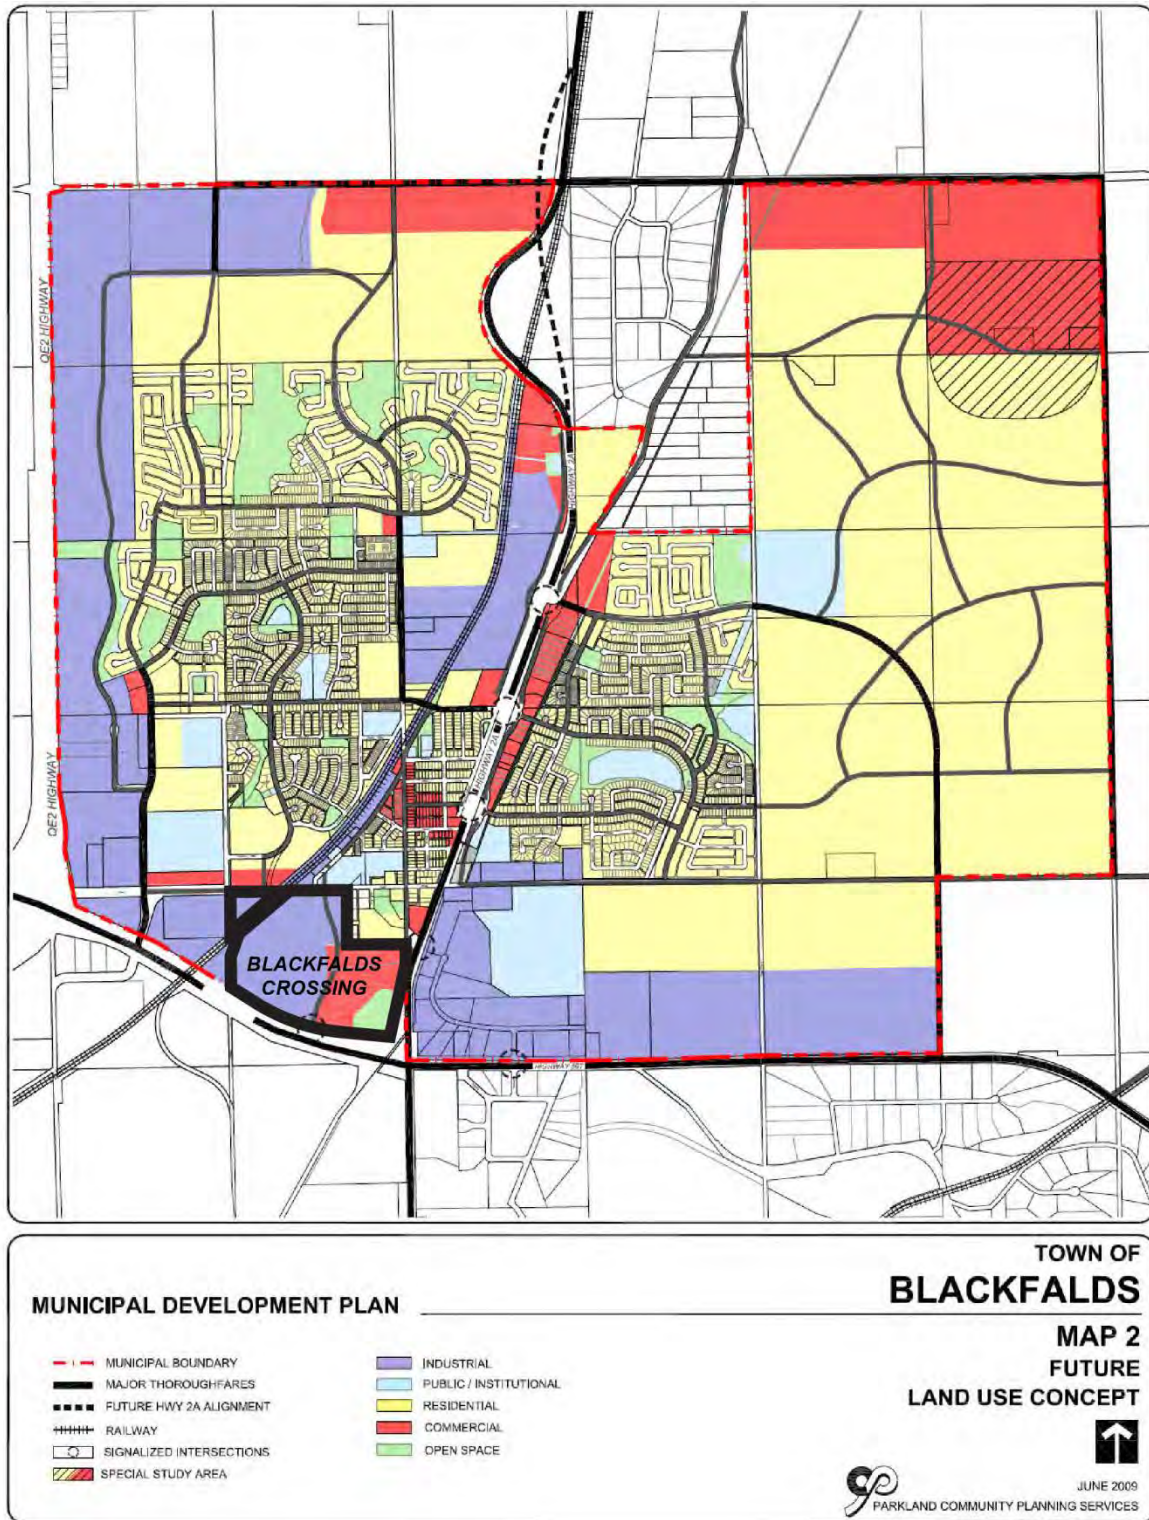 QE2 HIGHWAY
HIGHWAY 2A
HIGHWAY 2A
QE2 HIGHWAY
BLACKFALDS
CROSSING
HIGHWAY 597
TOWN OF
BLACKFALDS
MUNICIPAL DEVELOPMENT PLAN
MAP 2
FUTURE
LAND USE CONCEPT
MUNICIPAL BOUNDARY
MAJOR THOROUGHFARES
FUTURE HWY 2A ALIGNMENT
RAILWAY
SIGNALIZED INTERSECTIONS
SPECIAL STUDY AREA
INDUSTRIAL
PUBLIC / INSTITUTIONAL
RESIDENTIAL
COMMERCIAL
OPEN SPACE
JUNE 2009
PARKLAND COMMUNITY PLANNING SERVICES